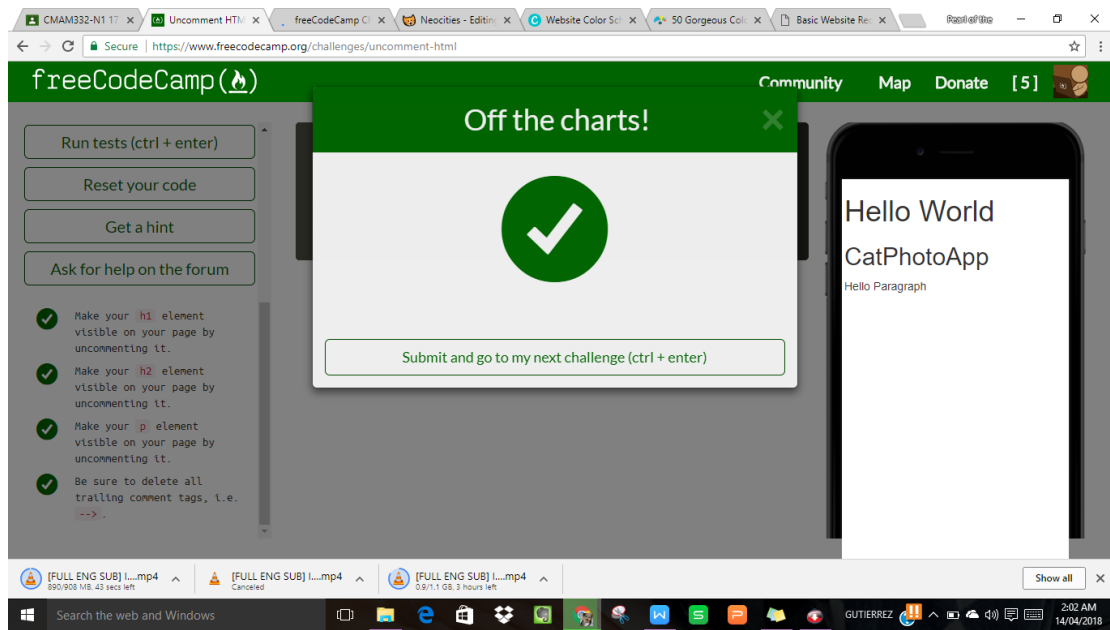 CMAM332-N1 17
Uncomment HTM
freeCodeCamp Cl
Neocities - Editing
Website Color Sch
50 Gorgeous Colo
Basic Website Req
Secure https://www.freecodecamp.org/challenges/uncomment-html
freeCodeCamp
Community Map Donate [5]
Run tests (ctrl + enter)
Reset your code
Get a hint
Ask for help on the forum
Make your h1 element
visible on your page by
uncommenting it.
Make your h2 element
visible on your page by
uncommenting it.
Make your p element
visible on your page by
uncommenting it.
Be sure to delete all
trailing comment tags, i.e.
--> .
Off the charts!
Submit and go to my next challenge (ctrl + enter)
Hello World
CatPhotoApp
Hello Paragraph
[FULL ENG SUB] I....mp4
890/908 MB, 43 secs left
[FULL ENG SUB] I....mp4
Canceled
[FULL ENG SUB] I....mp4
0.9/1.1 GB, 3 hours left
Show all
Search the web and Windows
GUTIERREZ
2:02 AM
14/04/2018